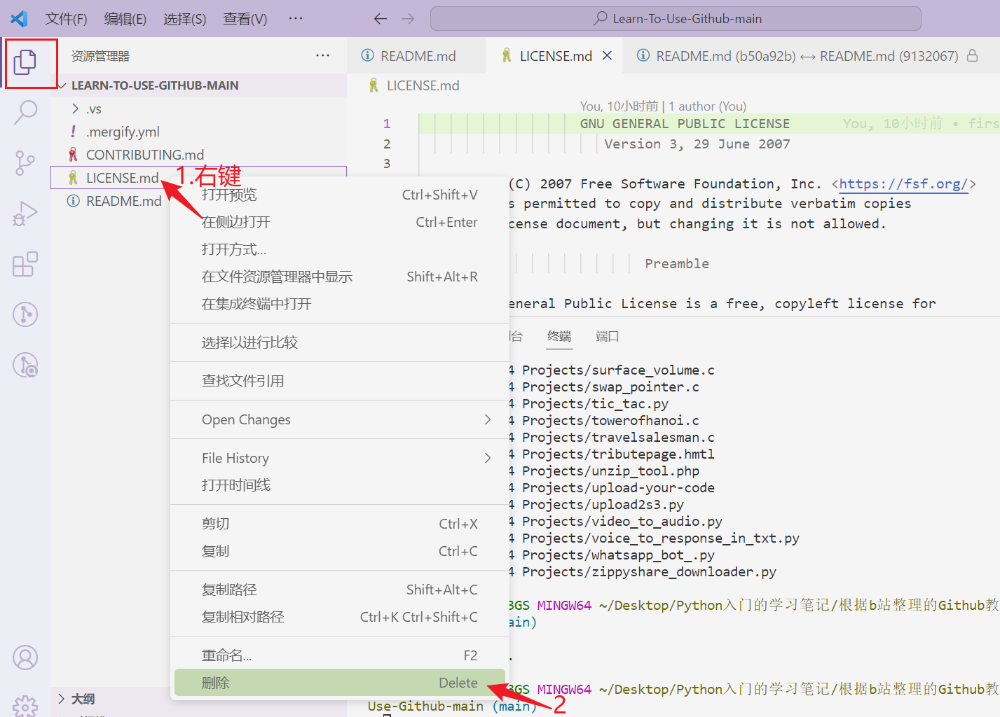 文件(F) 编辑(E) 选择(S) 查看(V) ··· Learn-To-Use-Github-main
资源管理器 ···
LEARN-TO-USE-GITHUB-MAIN
.vs
! .mergify.yml
CONTRIBUTING.md
LICENSE.md
README.md
1.右键
打开预览 Ctrl+Shift+V
在侧边打开 Ctrl+Enter
打开方式...
在文件资源管理器中显示 Shift+Alt+R
在集成终端中打开
选择以进行比较
查找文件引用
Open Changes
File History
打开时间线
剪切 Ctrl+X
复制 Ctrl+C
复制路径 Shift+Alt+C
复制相对路径 Ctrl+K Ctrl+Shift+C
重命名... F2
删除 Delete
2
大纲
README.md LICENSE.md README.md (b50a92b) ⟷ README.md (9132067)
LICENSE.md
You, 10小时前 | 1 author (You)
1 GNU GENERAL PUBLIC LICENSE You, 10小时前 • firs
2 Version 3, 29 June 2007
3
(C) 2007 Free Software Foundation, Inc. <https://fsf.org/>
s permitted to copy and distribute verbatim copies
cense document, but changing it is not allowed.
Preamble
eneral Public License is a free, copyleft license for
台 终端 端口
4 Projects/surface_volume.c
4 Projects/swap_pointer.c
4 Projects/tic_tac.py
4 Projects/towerofhanoi.c
4 Projects/travelsalesman.c
4 Projects/tributepage.hmtl
4 Projects/unzip_tool.php
4 Projects/upload-your-code
4 Projects/upload2s3.py
4 Projects/video_to_audio.py
4 Projects/voice_to_response_in_txt.py
4 Projects/whatsapp_bot_.py
4 Projects/zippyshare_downloader.py
BGS MINGW64 ~/Desktop/Python入门的学习笔记/根据b站整理的Github教
ain)
.
BGS MINGW64 ~/Desktop/Python入门的学习笔记/根据b站整理的Github教
Use-Github-main (main)